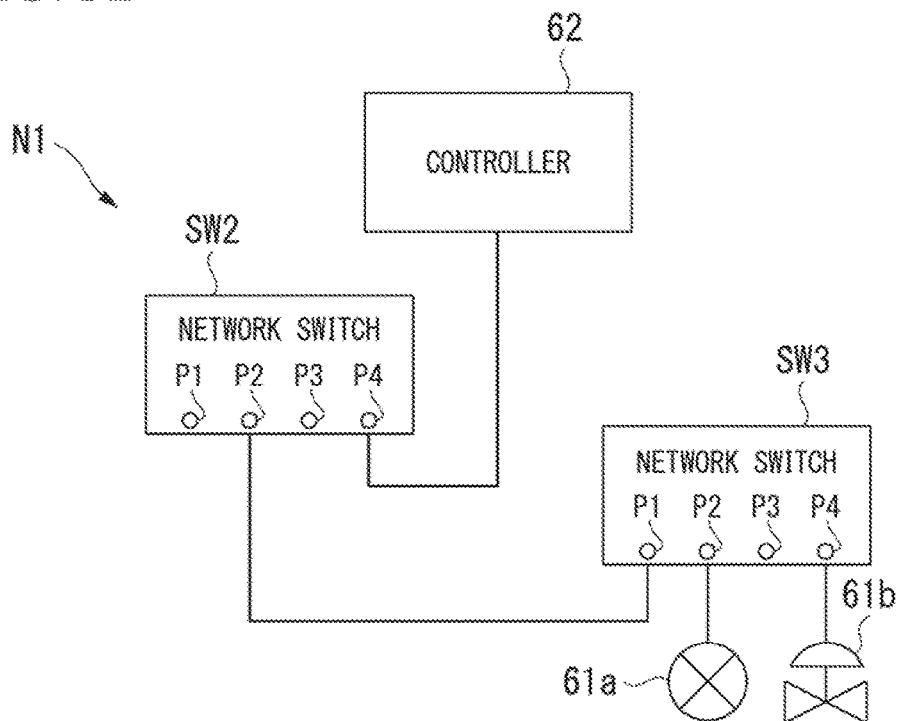 62
N1
CONTROLLER
SW2
NETWORK SWITCH
P1 P2 P3 P4
SW3
NETWORK SWITCH
P1 P2 P3 P4
61b
61a